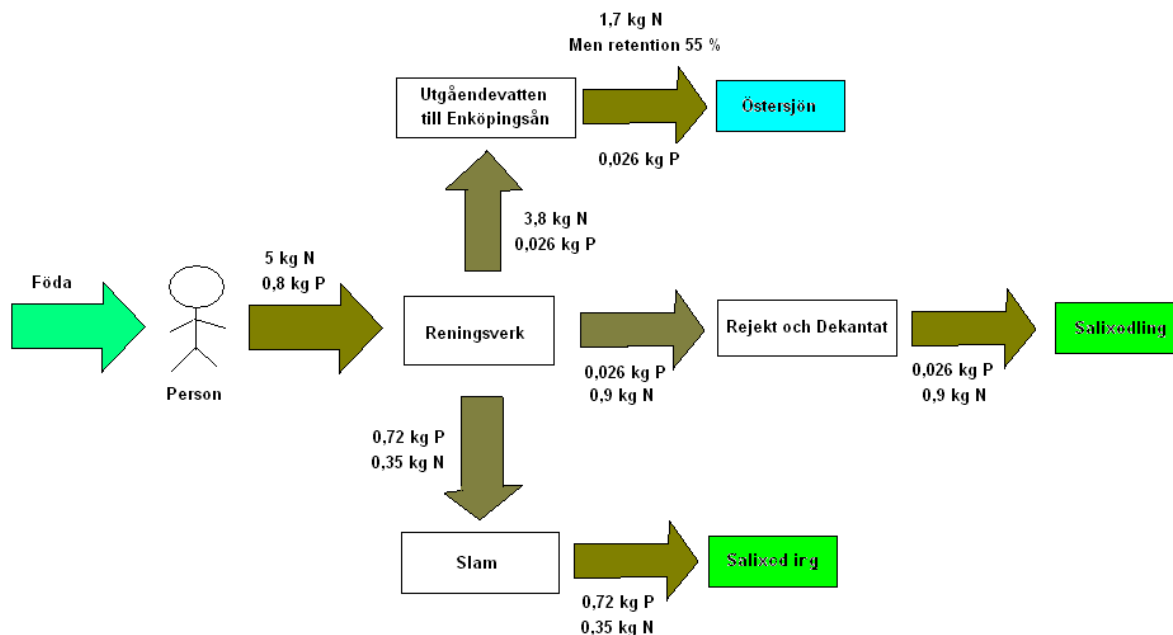 1,7 kg N
Men retention 55 %
Utgåendevatten
till Enköpingsån
Östersjön
0,026 kg P
3,8 kg N
0,026 kg P
Föda
5 kg N
0,8 kg P
Person
Reningsverk
0,026 kg P
0,9 kg N
Rejekt och Dekantat
0,026 kg P
0,9 kg N
Salixodling
0,72 kg P
0,35 kg N
Slam
0,72 kg P
0,35 kg N
Salixod irg